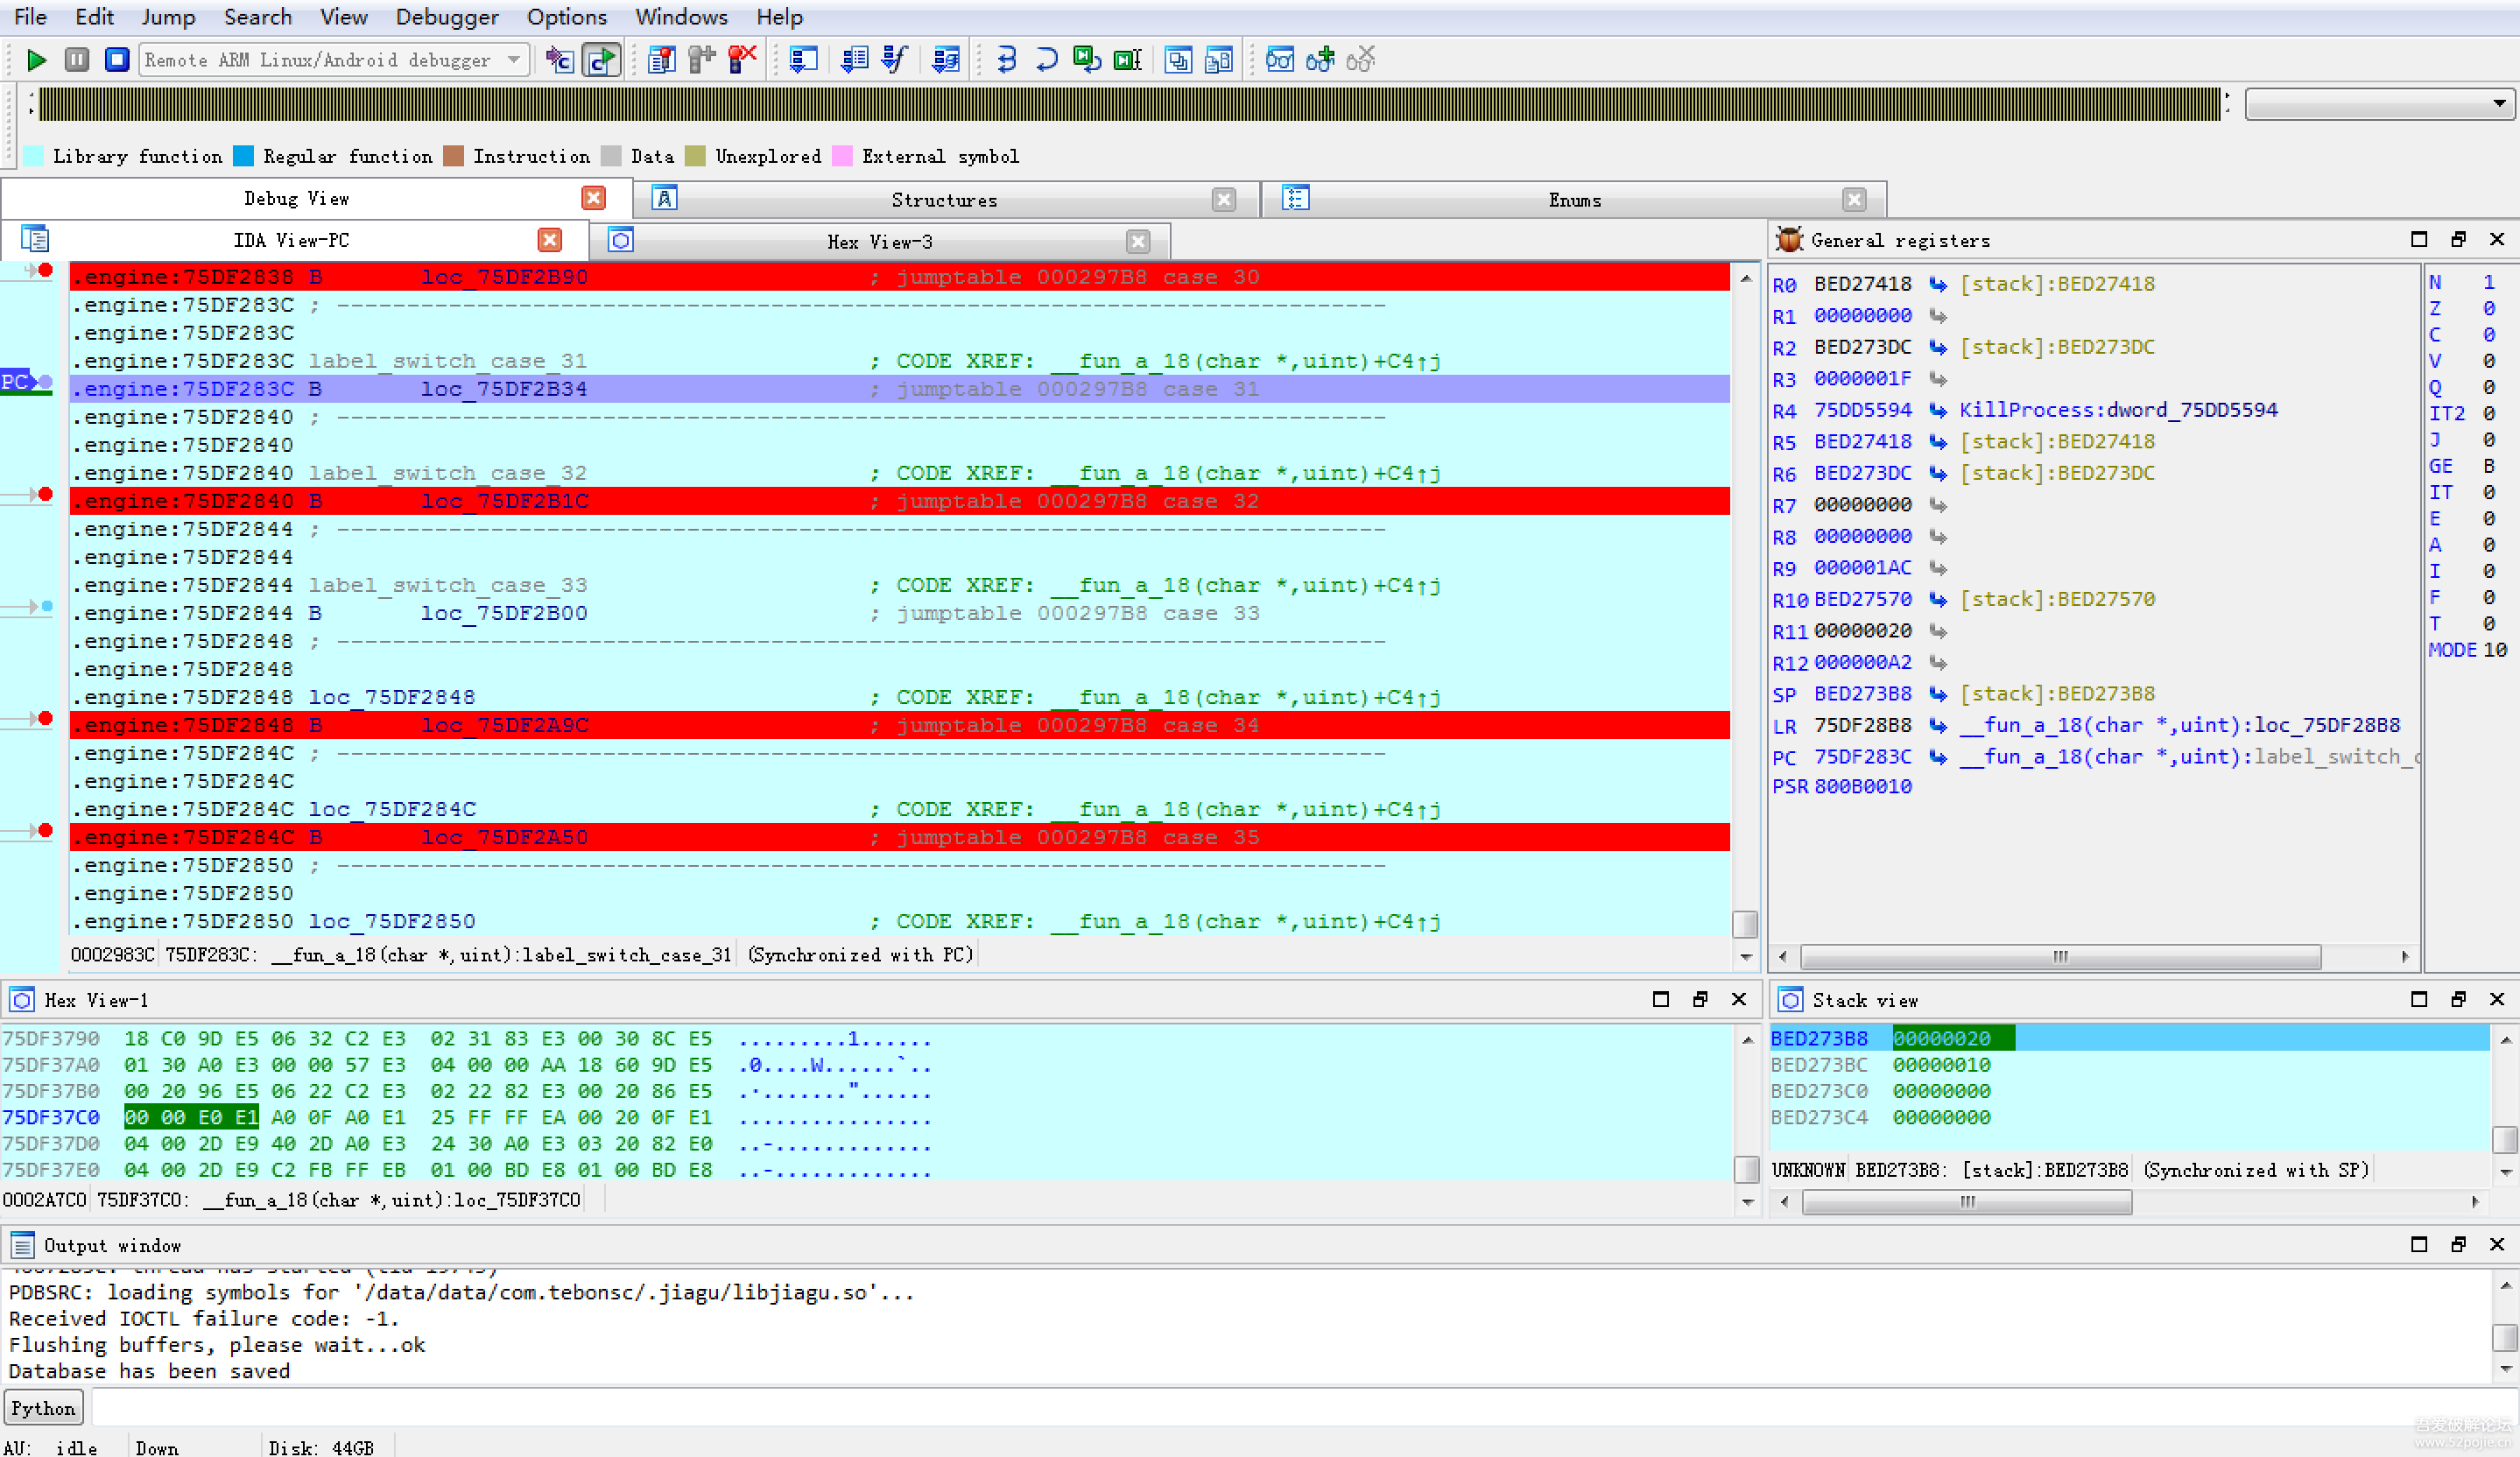 File Edit Jump Search View Debugger Options Windows Help
Remote ARM Linux/Android debugger
Library function Regular function Instruction Data Unexplored External symbol
Debug View Structures Enums
IDA View-PC Hex View-3
.engine:75DF2838 B loc_75DF2B90 ; jumptable 000297B8 case 30
.engine:75DF283C ; ---------------------------------------------------------------------------
.engine:75DF283C
.engine:75DF283C label_switch_case_31 ; CODE XREF: __fun_a_18(char *,uint)+C4↑j
PC
.engine:75DF283C B loc_75DF2B34 ; jumptable 000297B8 case 31
.engine:75DF2840 ; ---------------------------------------------------------------------------
.engine:75DF2840
.engine:75DF2840 label_switch_case_32 ; CODE XREF: __fun_a_18(char *,uint)+C4↑j
.engine:75DF2840 B loc_75DF2B1C ; jumptable 000297B8 case 32
.engine:75DF2844 ; ---------------------------------------------------------------------------
.engine:75DF2844
.engine:75DF2844 label_switch_case_33 ; CODE XREF: __fun_a_18(char *,uint)+C4↑j
.engine:75DF2844 B loc_75DF2B00 ; jumptable 000297B8 case 33
.engine:75DF2848 ; ---------------------------------------------------------------------------
.engine:75DF2848
.engine:75DF2848 loc_75DF2848 ; CODE XREF: __fun_a_18(char *,uint)+C4↑j
.engine:75DF2848 B loc_75DF2A9C ; jumptable 000297B8 case 34
.engine:75DF284C ; ---------------------------------------------------------------------------
.engine:75DF284C
.engine:75DF284C loc_75DF284C ; CODE XREF: __fun_a_18(char *,uint)+C4↑j
.engine:75DF284C B loc_75DF2A50 ; jumptable 000297B8 case 35
.engine:75DF2850 ; ---------------------------------------------------------------------------
.engine:75DF2850
.engine:75DF2850 loc_75DF2850 ; CODE XREF: __fun_a_18(char *,uint)+C4↑j
0002983C 75DF283C: __fun_a_18(char *,uint):label_switch_case_31 (Synchronized with PC)
General registers
R0 BED27418 [stack]:BED27418
R1 00000000
R2 BED273DC [stack]:BED273DC
R3 0000001F
R4 75DD5594 KillProcess:dword_75DD5594
R5 BED27418 [stack]:BED27418
R6 BED273DC [stack]:BED273DC
R7 00000000
R8 00000000
R9 000001AC
R10 BED27570 [stack]:BED27570
R11 00000020
R12 000000A2
SP BED273B8 [stack]:BED273B8
LR 75DF28B8 __fun_a_18(char *,uint):loc_75DF28B8
PC 75DF283C __fun_a_18(char *,uint):label_switch_c
PSR 800B0010
N 1
Z 0
C 0
V 0
Q 0
IT2 0
J 0
GE B
IT 0
E 0
A 0
I 0
F 0
T 0
MODE 10
Hex View-1
75DF3790 18 C0 9D E5 06 32 C2 E3 02 31 83 E3 00 30 8C E5 .........1......
75DF37A0 01 30 A0 E3 00 00 57 E3 04 00 00 AA 18 60 9D E5 .0....W......`..
75DF37B0 00 20 96 E5 06 22 C2 E3 02 22 82 E3 00 20 86 E5 .·......."......
75DF37C0 00 00 E0 E1 A0 0F A0 E1 25 FF FF EA 00 20 0F E1 ................
75DF37D0 04 00 2D E9 40 2D A0 E3 24 30 A0 E3 03 20 82 E0 ..-.............
75DF37E0 04 00 2D E9 C2 FB FF EB 01 00 BD E8 01 00 BD E8 ..-.............
0002A7C0 75DF37C0: __fun_a_18(char *,uint):loc_75DF37C0
Stack view
BED273B8 00000020
BED273BC 00000010
BED273C0 00000000
BED273C4 00000000
UNKNOWN BED273B8: [stack]:BED273B8 (Synchronized with SP)
Output window
PDBSRC: loading symbols for '/data/data/com.tebonsc/.jiagu/libjiagu.so'...
Received IOCTL failure code: -1.
Flushing buffers, please wait...ok
Database has been saved
Python
AU: idle Down Disk: 44GB
吾爱破解论坛
www.52pojie.cn